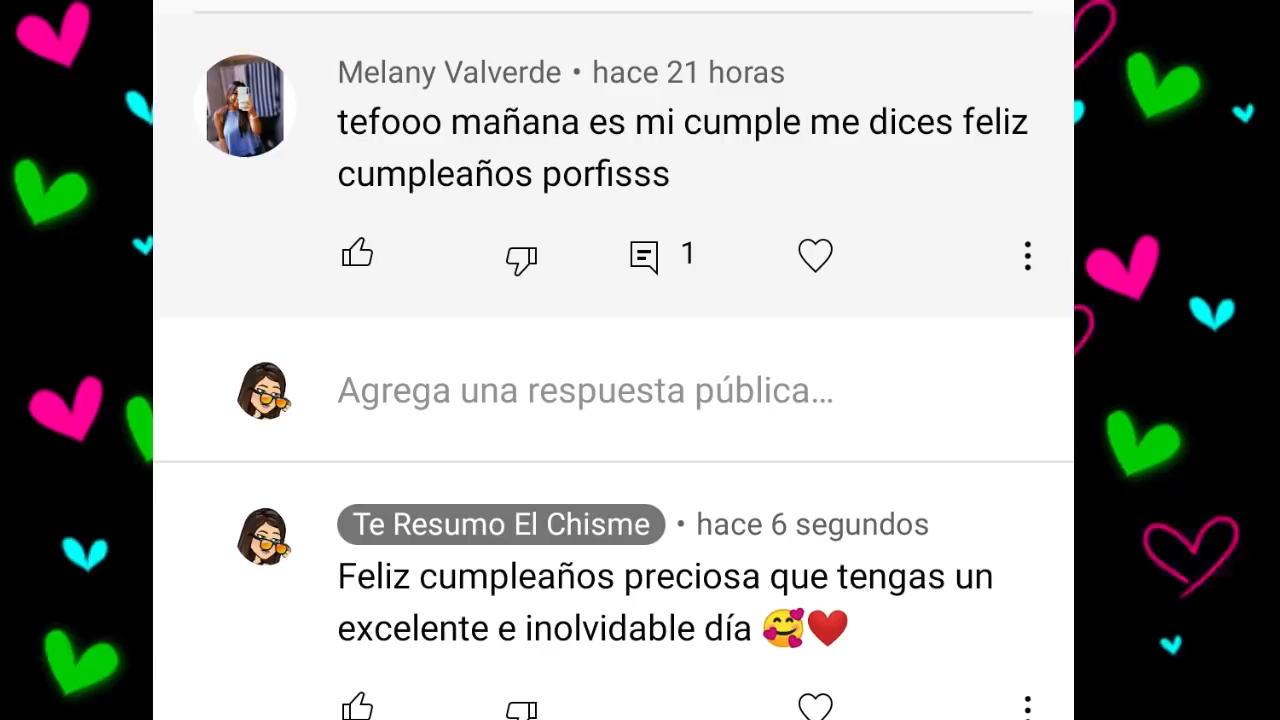 Melany Valverde • hace 21 horas
tefooo mañana es mi cumple me dices feliz
cumpleaños porfisss
1
Agrega una respuesta pública...
Te Resumo El Chisme • hace 6 segundos
Feliz cumpleaños preciosa que tengas un
excelente e inolvidable día 🥰❤️